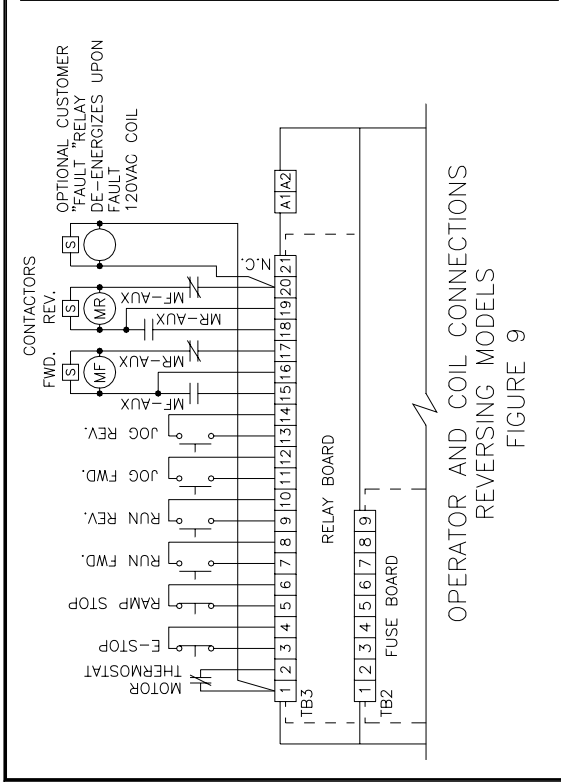 CONTACTORS
FWD.
REV.
OPTIONAL CUSTOMER
"FAULT "RELAY
DE-ENERGIZES UPON
FAULT
120VAC COIL
S
S
S
MF
MR
MOTOR
THERMOSTAT
E-STOP
RAMP STOP
RUN FWD.
RUN REV.
JOG FWD.
JOG REV.
MF-AUX
MR-AUX
MR-AUX
MF-AUX
N.C.
1 2 3 4 5 6 7 8 9 10 11 12 13 14 15 16 17 18 19 20 21
A1 A2
TB3
RELAY BOARD
1 2 3 4 5 6 7 8 9
TB2
FUSE BOARD
OPERATOR AND COIL CONNECTIONS
REVERSING MODELS
FIGURE 9